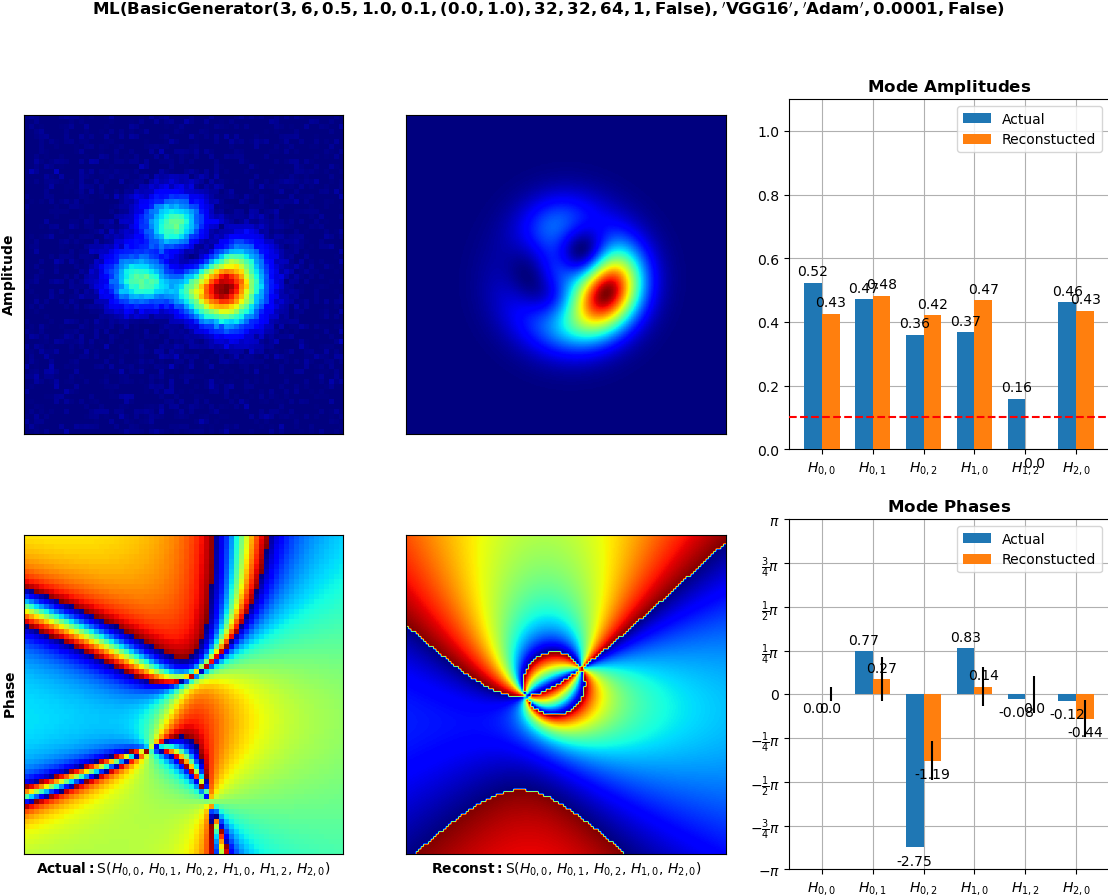 ML(BasicGenerator(3, 6, 0.5, 1.0, 0.1, (0.0, 1.0), 32, 32, 64, 1, False), ′VGG16′, ′Adam′, 0.0001, False)
Amplitude
Mode Amplitudes
Actual
Reconstucted
1.0
0.8
0.6
0.4
0.2
0.0
0.52
0.43
0.47
0.48
0.36
0.42
0.37
0.47
0.16
0.0
0.46
0.43
H0, 0
H0, 1
H0, 2
H1, 0
H1, 2
H2, 0
Phase
Actual: S(H0, 0, H0, 1, H0, 2, H1, 0, H1, 2, H2, 0)
Reconst: S(H0, 0, H0, 1, H0, 2, H1, 0, H2, 0)
Mode Phases
Actual
Reconstucted
π
3/4π
1/2π
1/4π
0
−1/4π
−1/2π
−3/4π
−π
0.0
0.0
0.77
0.27
-2.75
-1.19
0.83
0.14
-0.08
0.0
-0.12
-0.44
H0, 0
H0, 1
H0, 2
H1, 0
H1, 2
H2, 0